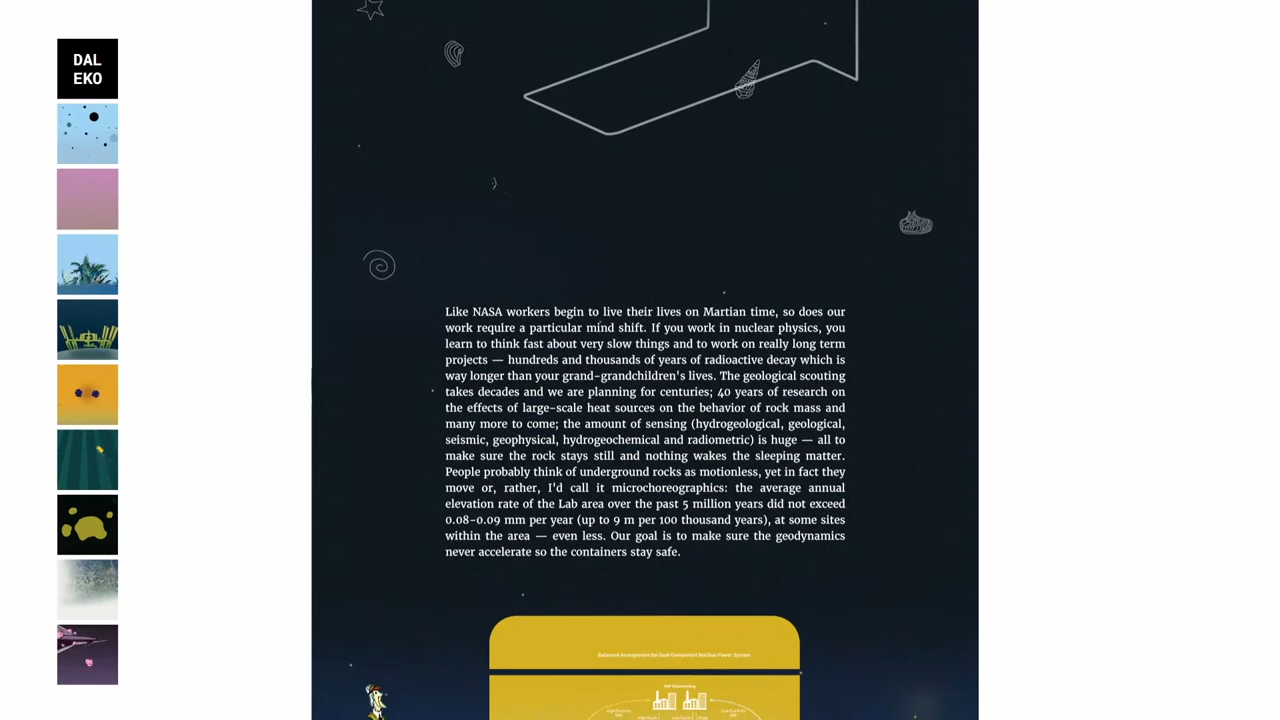 DAL
EKO
Like NASA workers begin to live their lives on Martian time, so does our
work require a particular mind shift. If you work in nuclear physics, you
learn to think fast about very slow things and to work on really long term
projects — hundreds and thousands of years of radioactive decay which is
way longer than your grand-grandchildren's lives. The geological scouting
takes decades and we are planning for centuries; 40 years of research on
the effects of large-scale heat sources on the behavior of rock mass and
many more to come; the amount of sensing (hydrogeological, geological,
seismic, geophysical, hydrogeochemical and radiometric) is huge — all to
make sure the rock stays still and nothing wakes the sleeping matter.
People probably think of underground rocks as motionless, yet in fact they
move or, rather, I'd call it microchoreographics: the average annual
elevation rate of the Lab area over the past 5 million years did not exceed
0.08-0.09 mm per year (up to 9 m per 100 thousand years), at some sites
within the area — even less. Our goal is to make sure the geodynamics
never accelerate so the containers stay safe.
Balanced Arrangement for Dual-Component Nuclear Power System